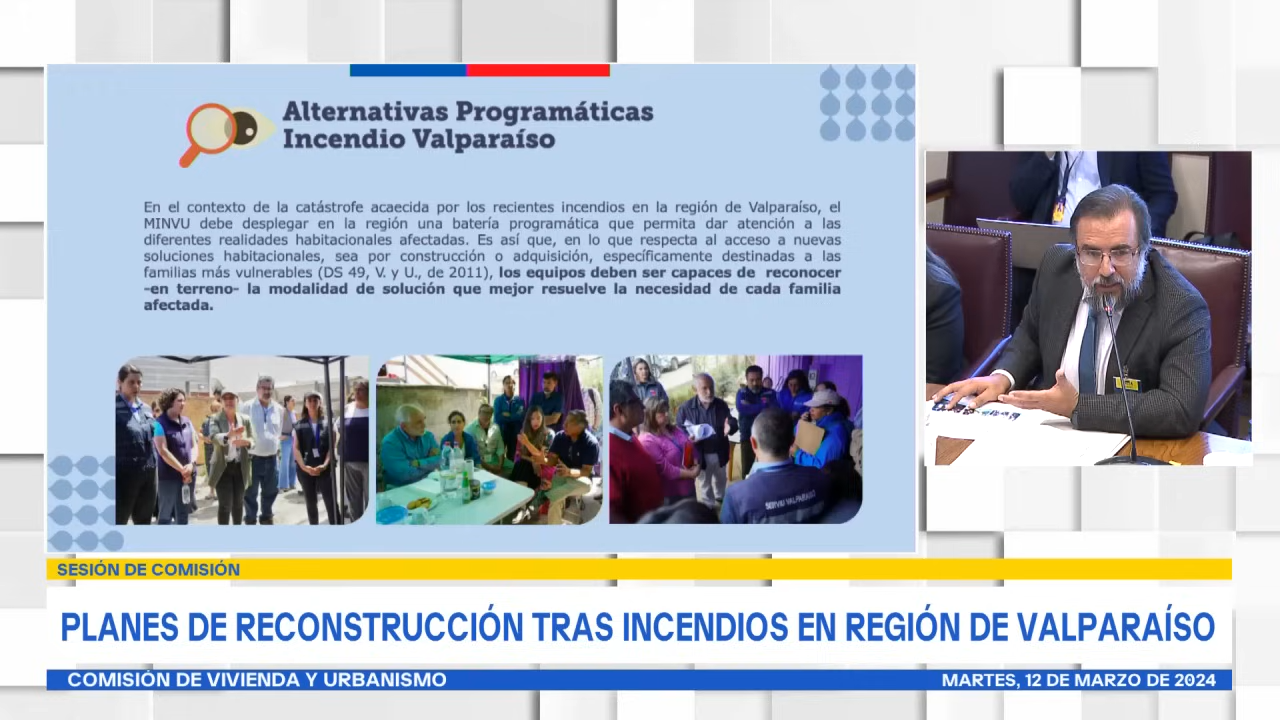 Alternativas Programáticas
Incendio Valparaíso
En el contexto de la catástrofe acaecida por los recientes incendios en la región de Valparaíso, el
MINVU debe desplegar en la región una batería programática que permita dar atención a las
diferentes realidades habitacionales afectadas. Es así que, en lo que respecta al acceso a nuevas
soluciones habitacionales, sea por construcción o adquisición, específicamente destinadas a las
familias más vulnerables (DS 49, V. y U., de 2011), los equipos deben ser capaces de reconocer
-en terreno- la modalidad de solución que mejor resuelve la necesidad de cada familia
afectada.
SERVIU VALPARAISO
SESIÓN DE COMISIÓN
PLANES DE RECONSTRUCCIÓN TRAS INCENDIOS EN REGIÓN DE VALPARAÍSO
COMISIÓN DE VIVIENDA Y URBANISMO
MARTES, 12 DE MARZO DE 2024